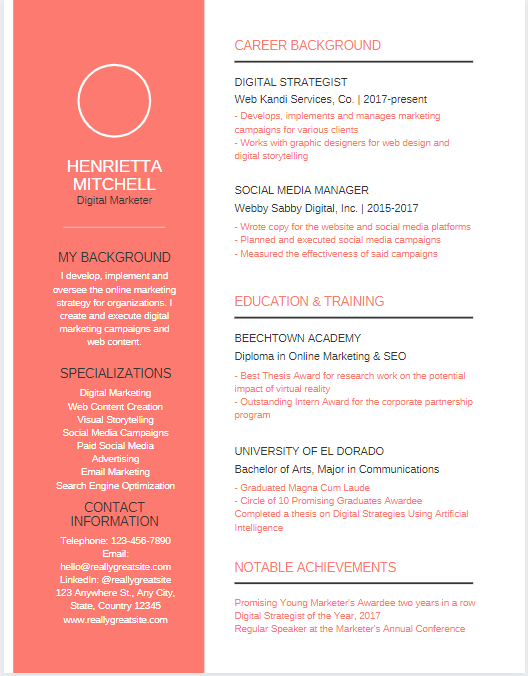 HENRIETTA
MITCHELL
Digital Marketer
MY BACKGROUND
I develop, implement and
oversee the online marketing
strategy for organizations. I
create and execute digital
marketing campaigns and
web content.
SPECIALIZATIONS
Digital Marketing
Web Content Creation
Visual Storytelling
Social Media Campaigns
Paid Social Media
Advertising
Email Marketing
Search Engine Optimization
CONTACT
INFORMATION
Telephone: 123-456-7890
Email:
hello@reallygreatsite.com
LinkedIn: @reallygreatsite
123 Anywhere St., Any City,
State, Country 12345
www.reallygreatsite.com
CAREER BACKGROUND
DIGITAL STRATEGIST
Web Kandi Services, Co. | 2017-present
- Develops, implements and manages marketing
campaigns for various clients
- Works with graphic designers for web design and
digital storytelling
SOCIAL MEDIA MANAGER
Webby Sabby Digital, Inc. | 2015-2017
- Wrote copy for the website and social media platforms
- Planned and executed social media campaigns
- Measured the effectiveness of said campaigns
EDUCATION & TRAINING
BEECHTOWN ACADEMY
Diploma in Online Marketing & SEO
- Best Thesis Award for research work on the potential
impact of virtual reality
- Outstanding Intern Award for the corporate partnership
program
UNIVERSITY OF EL DORADO
Bachelor of Arts, Major in Communications
- Graduated Magna Cum Laude
- Circle of 10 Promising Graduates Awardee
Completed a thesis on Digital Strategies Using Artificial
Intelligence
NOTABLE ACHIEVEMENTS
Promising Young Marketer's Awardee two years in a row
Digital Strategist of the Year, 2017
Regular Speaker at the Marketer's Annual Conference